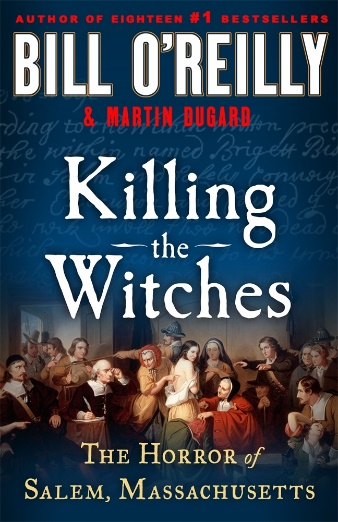 AUTHOR OF EIGHTEEN #1 BESTSELLERS
BILL O'REILLY
& MARTIN DUGARD
Killing
the
Witches
THE HORROR of
SALEM, MASSACHUSETTS